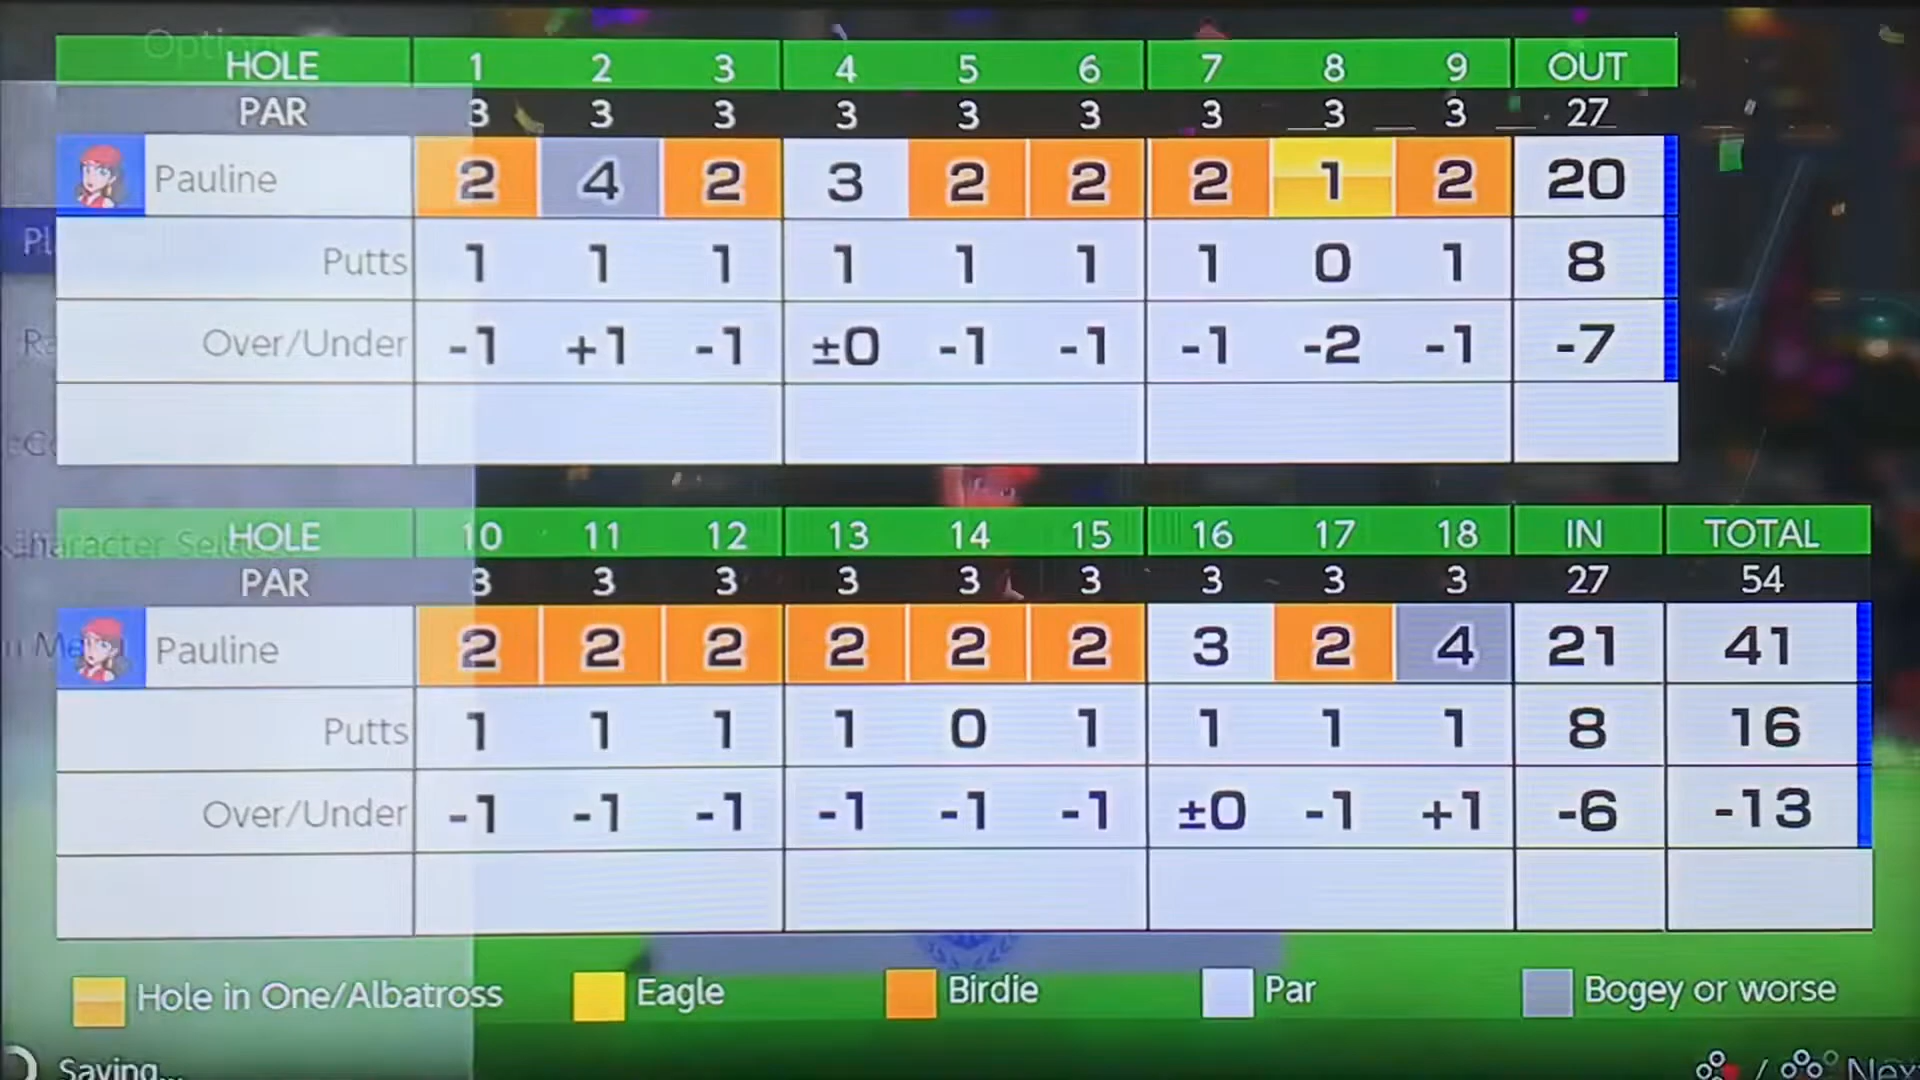 Options
HOLE 1 2 3 4 5 6 7 8 9 OUT
PAR 3 3 3 3 3 3 3 3 3 27
Pauline 2 4 2 3 2 2 2 1 2 20
Putts 1 1 1 1 1 1 1 0 1 8
Over/Under -1 +1 -1 ±0 -1 -1 -1 -2 -1 -7
HOLE 10 11 12 13 14 15 16 17 18 IN TOTAL
Character Select
PAR 3 3 3 3 3 3 3 3 3 27 54
Pauline 2 2 2 2 2 2 3 2 4 21 41
Putts 1 1 1 1 0 1 1 1 1 8 16
Over/Under -1 -1 -1 -1 -1 -1 ±0 -1 +1 -6 -13
Hole in One/Albatross Eagle Birdie Par Bogey or worse
Saving...
/ Next